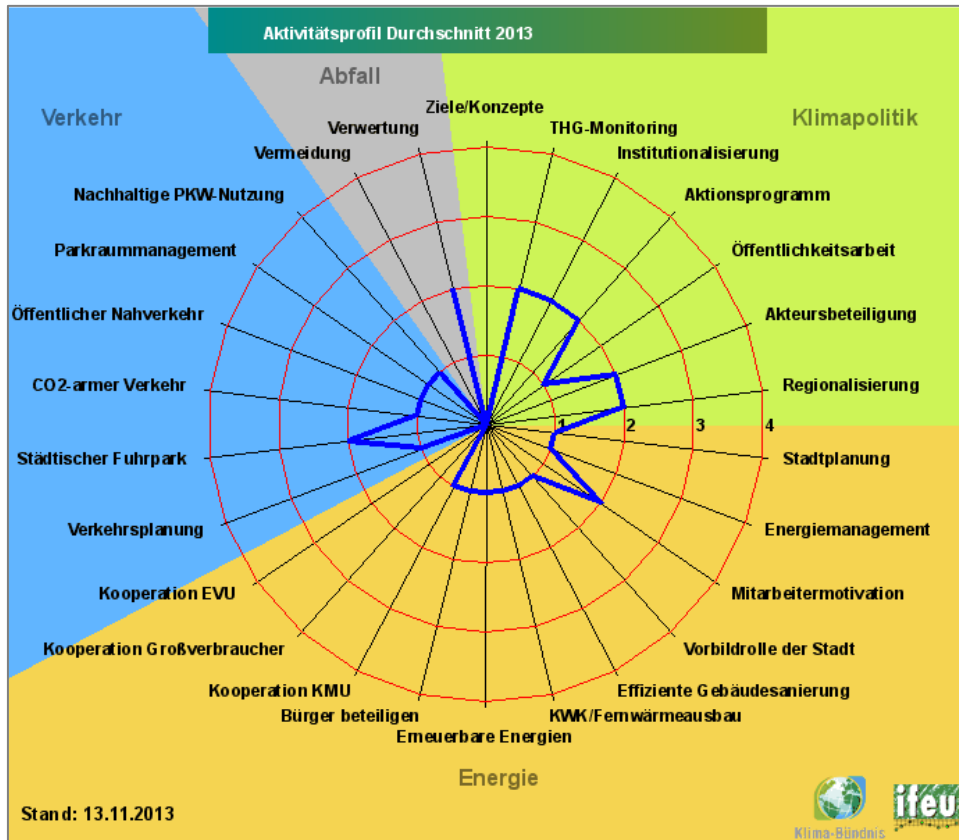 Aktivitätsprofil Durchschnitt 2013
Abfall
Verkehr
Klimapolitik
Ziele/Konzepte
THG-Monitoring
Institutionalisierung
Aktionsprogramm
Öffentlichkeitsarbeit
Akteursbeteiligung
Regionalisierung
1
2
3
4
Stadtplanung
Energiemanagement
Mitarbeitermotivation
Vorbildrolle der Stadt
Effiziente Gebäudesanierung
KWK/Fernwärmeausbau
Erneuerbare Energien
Bürger beteiligen
Kooperation KMU
Kooperation Großverbraucher
Kooperation EVU
Verkehrsplanung
Städtischer Fuhrpark
CO2-armer Verkehr
Öffentlicher Nahverkehr
Parkraummanagement
Nachhaltige PKW-Nutzung
Vermeidung
Verwertung
Energie
Stand: 13.11.2013
Klima-Bündnis
ifeu